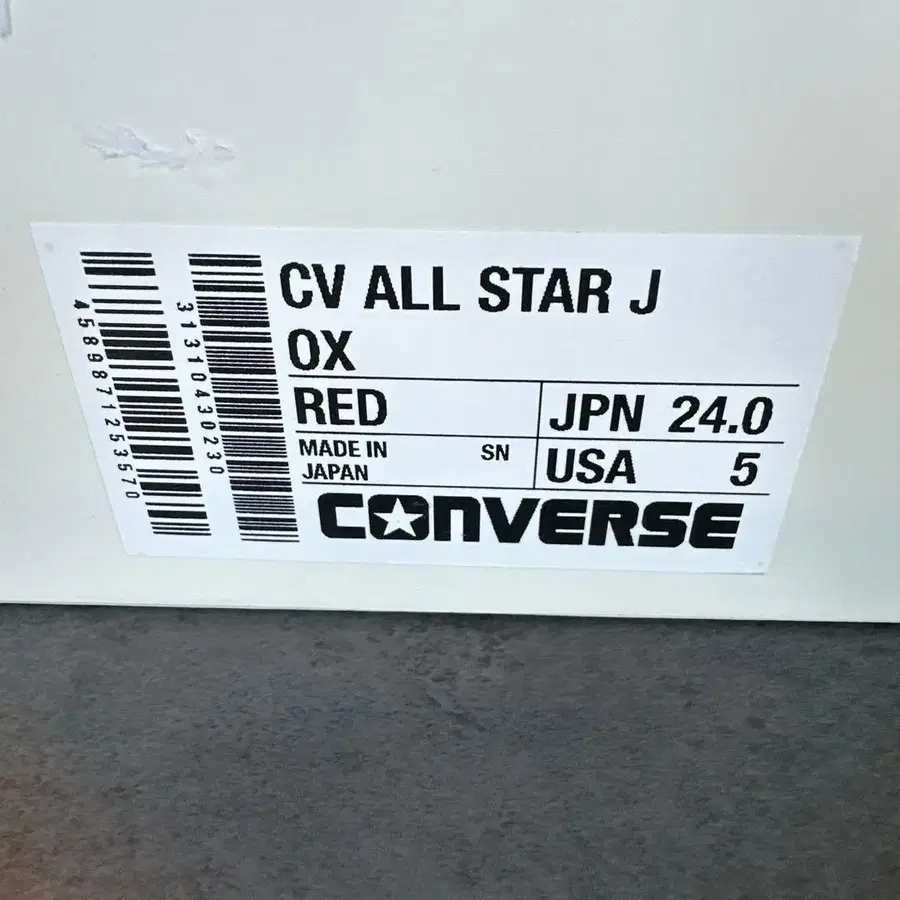 4589871253570
31310430230
CV ALL STAR J
OX
RED
JPN 24.0
MADE IN JAPAN
SN
USA 5
CONVERSE